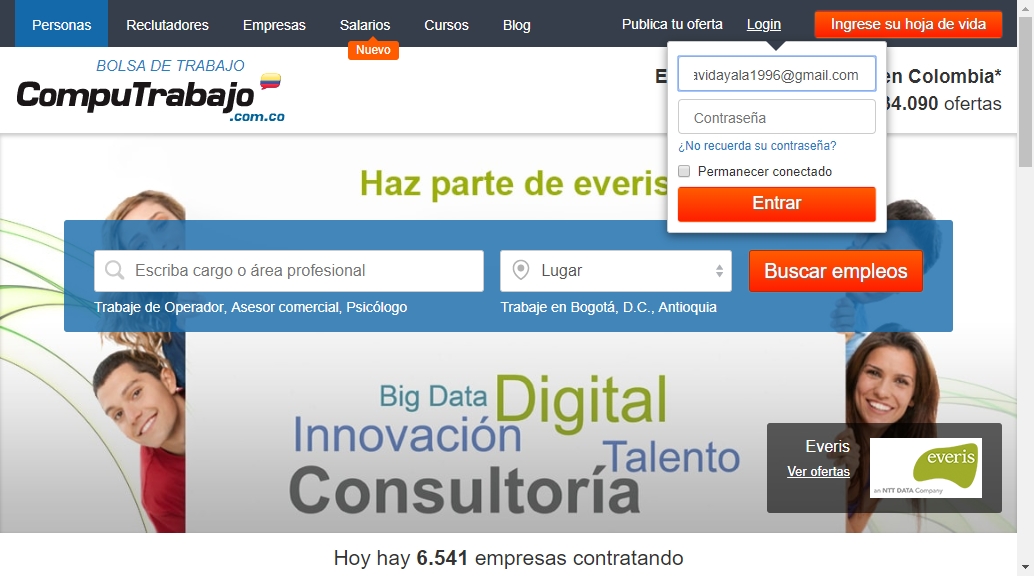 Personas Reclutadores Empresas Salarios Cursos Blog Publica tu oferta Login Ingrese su hoja de vida
Nuevo
BOLSA DE TRABAJO
CompuTrabajo
.com.co
en Colombia*
34.090 ofertas
avidayala1996@gmail.com
Contraseña
¿No recuerda su contraseña?
Permanecer conectado
Entrar
Haz parte de everis
Escriba cargo o área profesional
Lugar
Buscar empleos
Trabaje de Operador, Asesor comercial, Psicólogo
Trabaje en Bogotá, D.C., Antioquia
Big Data Digital
Innovación
Talento
Consultoría
Everis
Ver ofertas
everis
an NTT DATA Company
Hoy hay 6.541 empresas contratando